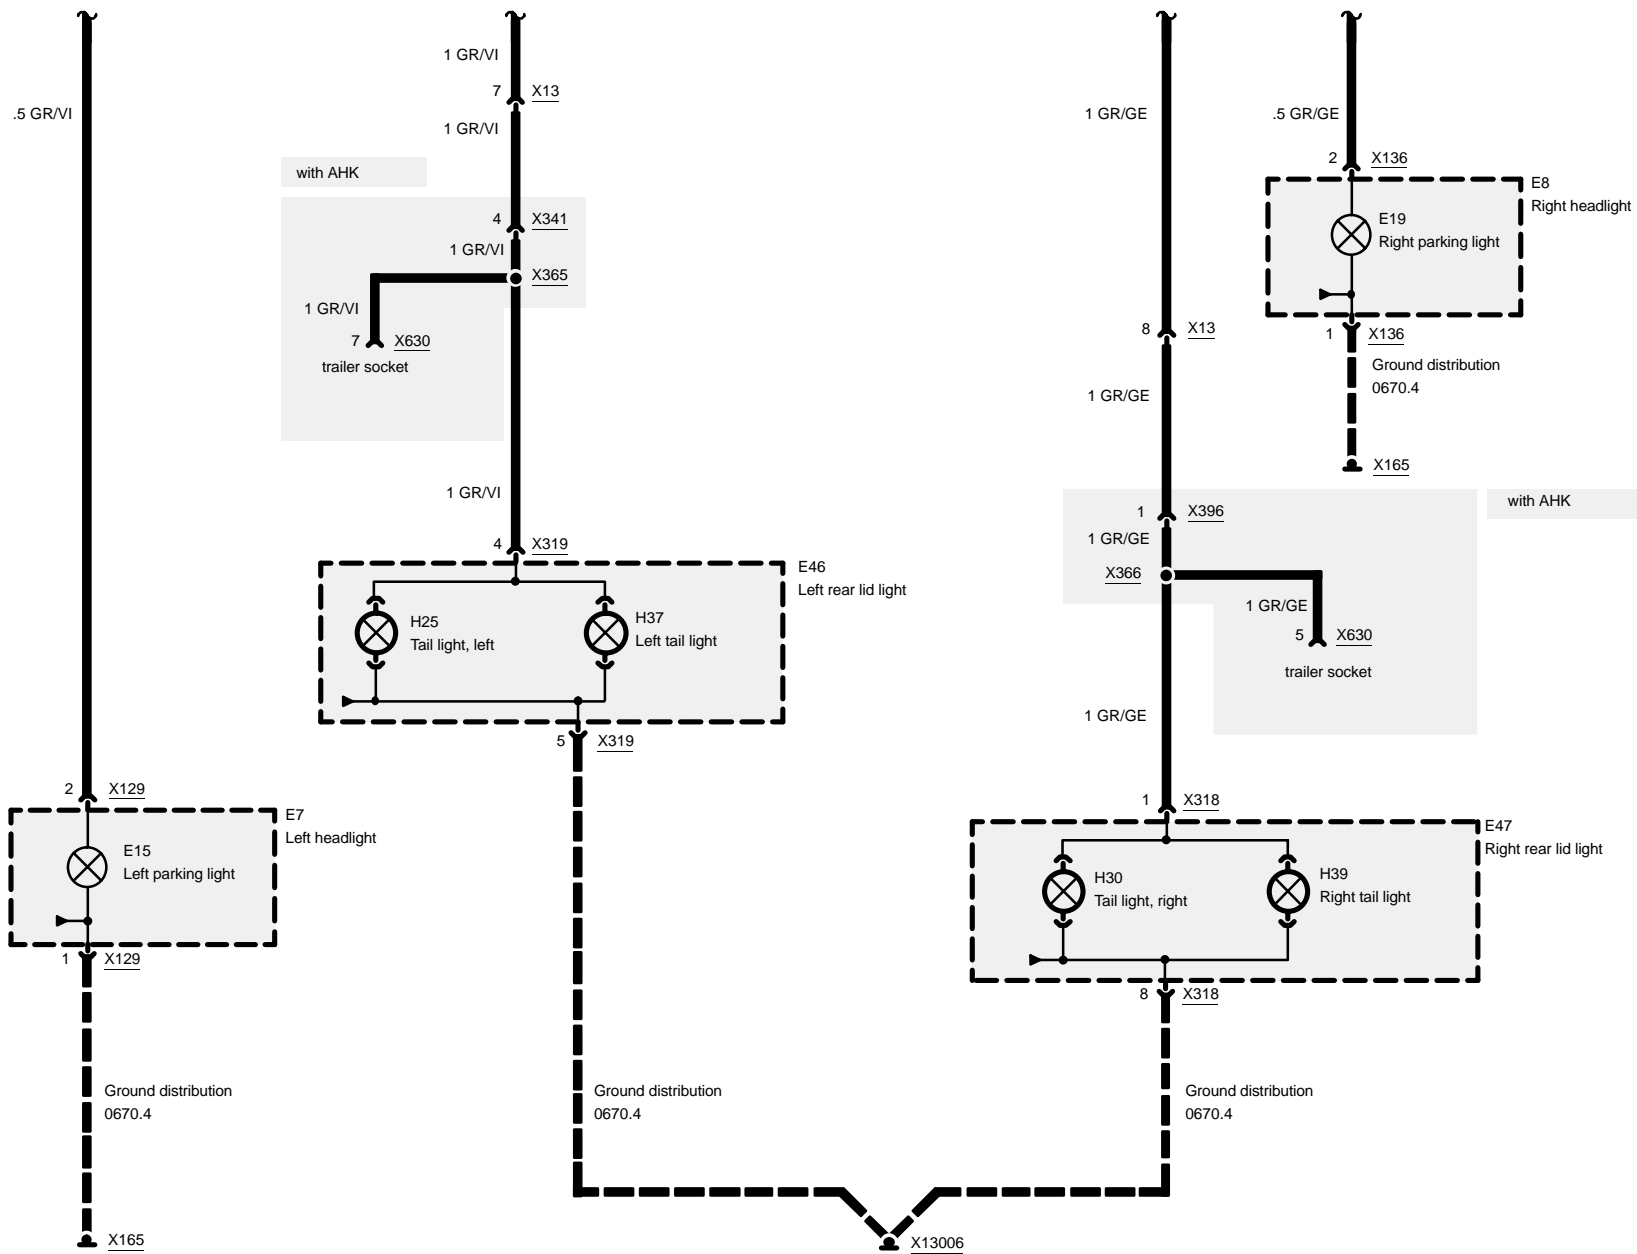 1 GR/VI
7 X13
.5 GR/VI
1 GR/VI
with AHK
4 X341
1 GR/VI
X365
1 GR/VI
7 X630
trailer socket
1 GR/VI
4 X319
E46
Left rear lid light
H25
Tail light, left
H37
Left tail light
5 X319
2 X129
E7
Left headlight
E15
Left parking light
1 X129
Ground distribution
0670.4
X165
Ground distribution
0670.4
1 GR/GE
.5 GR/GE
2 X136
E8
Right headlight
E19
Right parking light
8 X13
1 X136
Ground distribution
0670.4
1 GR/GE
X165
with AHK
1 X396
1 GR/GE
X366
1 GR/GE
5 X630
trailer socket
1 GR/GE
1 X318
E47
Right rear lid light
H30
Tail light, right
H39
Right tail light
8 X318
Ground distribution
0670.4
X13006